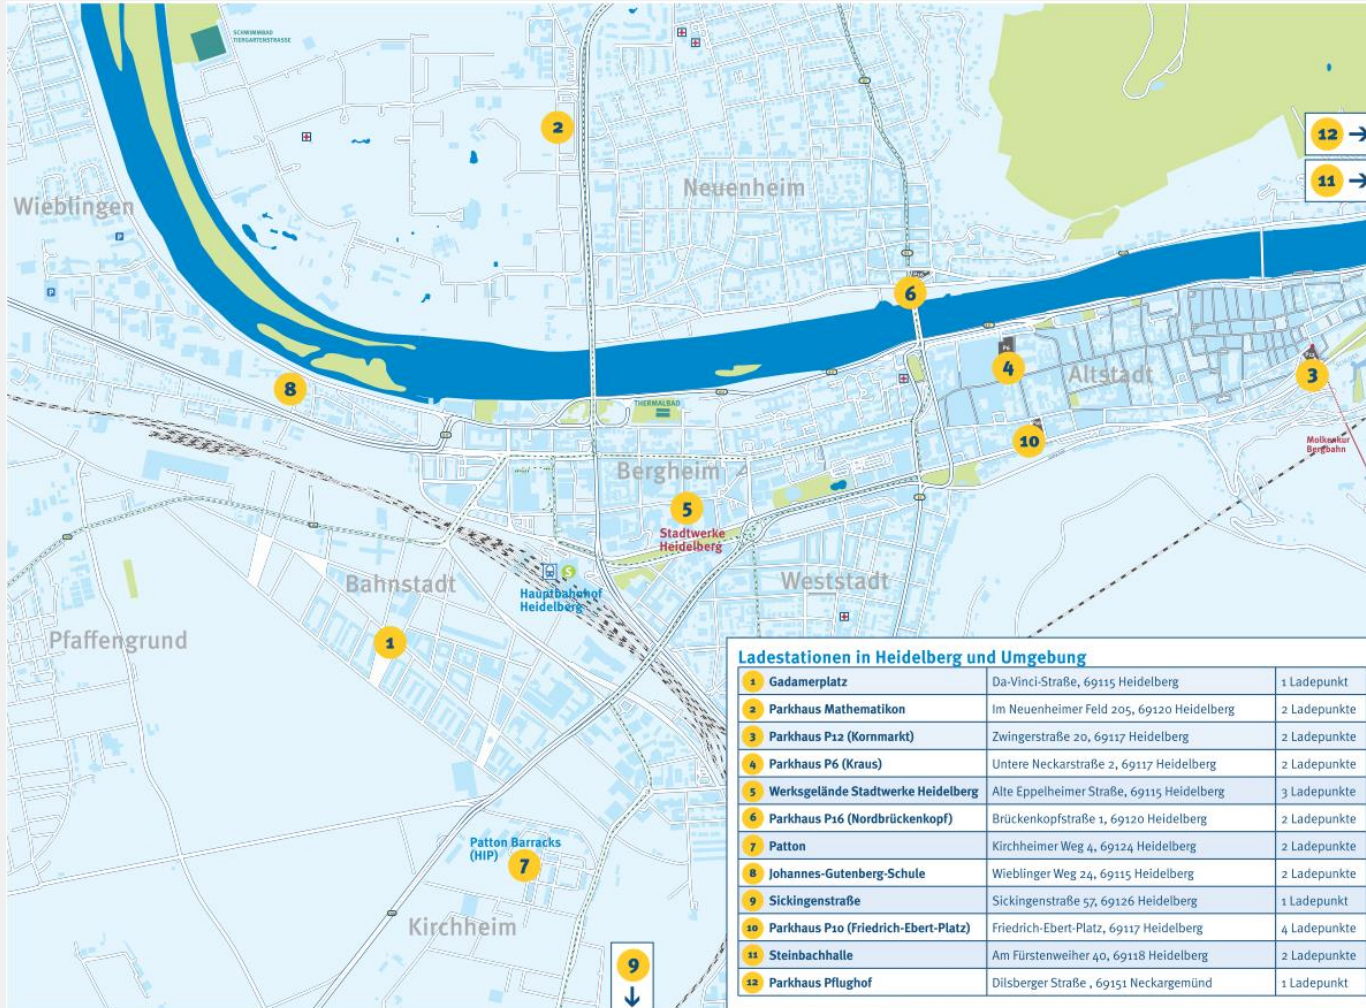 SCHWIMMBAD
TIERGARTENSTRASSE
2
12 →
11 →
Neuenheim
Wieblingen
P
P
6
P6
4
Altstadt
3
8
THERMALBAD
10
Molkenkur
Bergbahn
Bergheim
5
Stadtwerke
Heidelberg
S
Hauptbahnhof
Heidelberg
Bahnstadt
Weststadt
Pfaffengrund
1
Patton Barracks
(HIP)
7
Kirchheim
9
↓
Ladestationen in Heidelberg und Umgebung
1 Gadamerplatz Da-Vinci-Straße, 69115 Heidelberg 1 Ladepunkt
2 Parkhaus Mathematikon Im Neuenheimer Feld 205, 69120 Heidelberg 2 Ladepunkte
3 Parkhaus P12 (Kornmarkt) Zwingerstraße 20, 69117 Heidelberg 2 Ladepunkte
4 Parkhaus P6 (Kraus) Untere Neckarstraße 2, 69117 Heidelberg 2 Ladepunkte
5 Werksgelände Stadtwerke Heidelberg Alte Eppelheimer Straße, 69115 Heidelberg 3 Ladepunkte
6 Parkhaus P16 (Nordbrückenkopf) Brückenkopfstraße 1, 69120 Heidelberg 2 Ladepunkte
7 Patton Kirchheimer Weg 4, 69124 Heidelberg 2 Ladepunkte
8 Johannes-Gutenberg-Schule Wieblinger Weg 24, 69115 Heidelberg 2 Ladepunkte
9 Sickingenstraße Sickingenstraße 57, 69126 Heidelberg 1 Ladepunkt
10 Parkhaus P10 (Friedrich-Ebert-Platz) Friedrich-Ebert-Platz, 69117 Heidelberg 4 Ladepunkte
11 Steinbachhalle Am Fürstenweiher 40, 69118 Heidelberg 2 Ladepunkte
12 Parkhaus Pflughof Dilsberger Straße , 69151 Neckargemünd 1 Ladepunkt